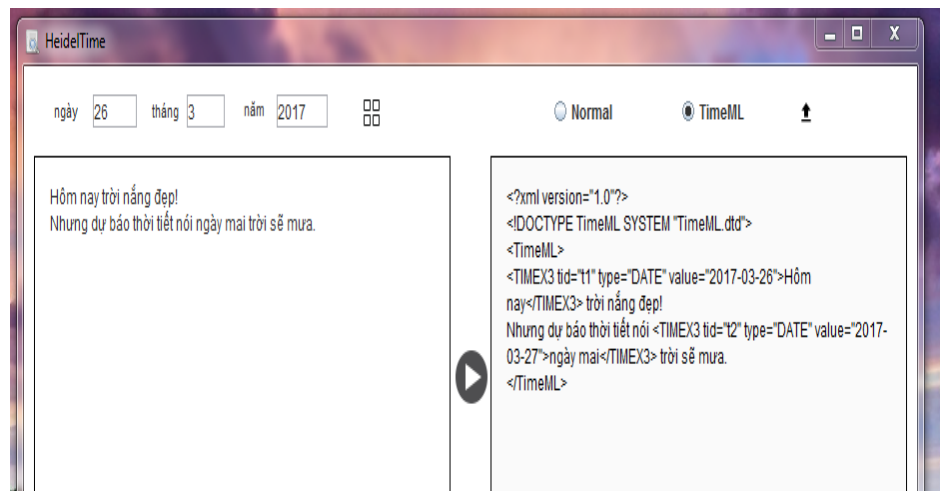 HeidelTime
ngày 26 tháng 3 năm 2017 Normal TimeML
Hôm nay trời nắng đẹp!
Nhưng dự báo thời tiết nói ngày mai trời sẽ mưa.
<?xml version="1.0"?>
<!DOCTYPE TimeML SYSTEM "TimeML.dtd">
<TimeML>
<TIMEX3 tid="t1" type="DATE" value="2017-03-26">Hôm
nay</TIMEX3> trời nắng đẹp!
Nhưng dự báo thời tiết nói <TIMEX3 tid="t2" type="DATE" value="2017-
03-27">ngày mai</TIMEX3> trời sẽ mưa.
</TimeML>